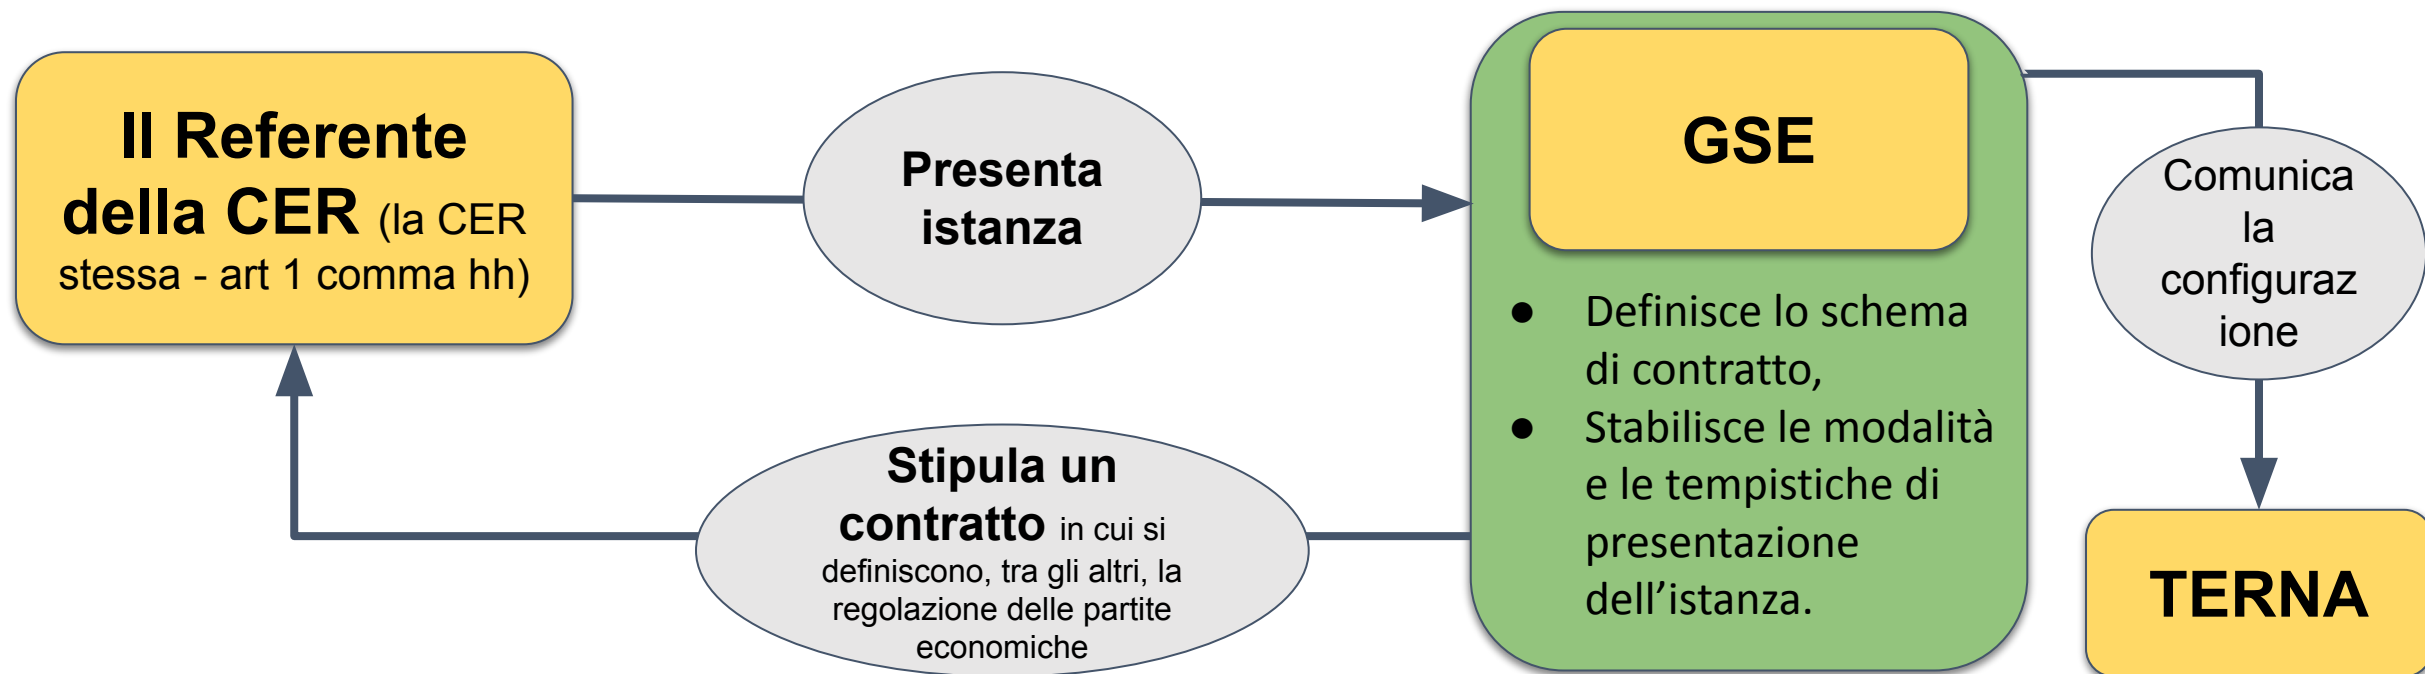 Il Referente
della CER (la CER
stessa - art 1 comma hh)
Presenta
istanza
GSE
● Definisce lo schema
di contratto,
● Stabilisce le modalità
e le tempistiche di
presentazione
dell’istanza.
Comunica
la
configuraz
ione
Stipula un
contratto in cui si
definiscono, tra gli altri, la
regolazione delle partite
economiche
TERNA